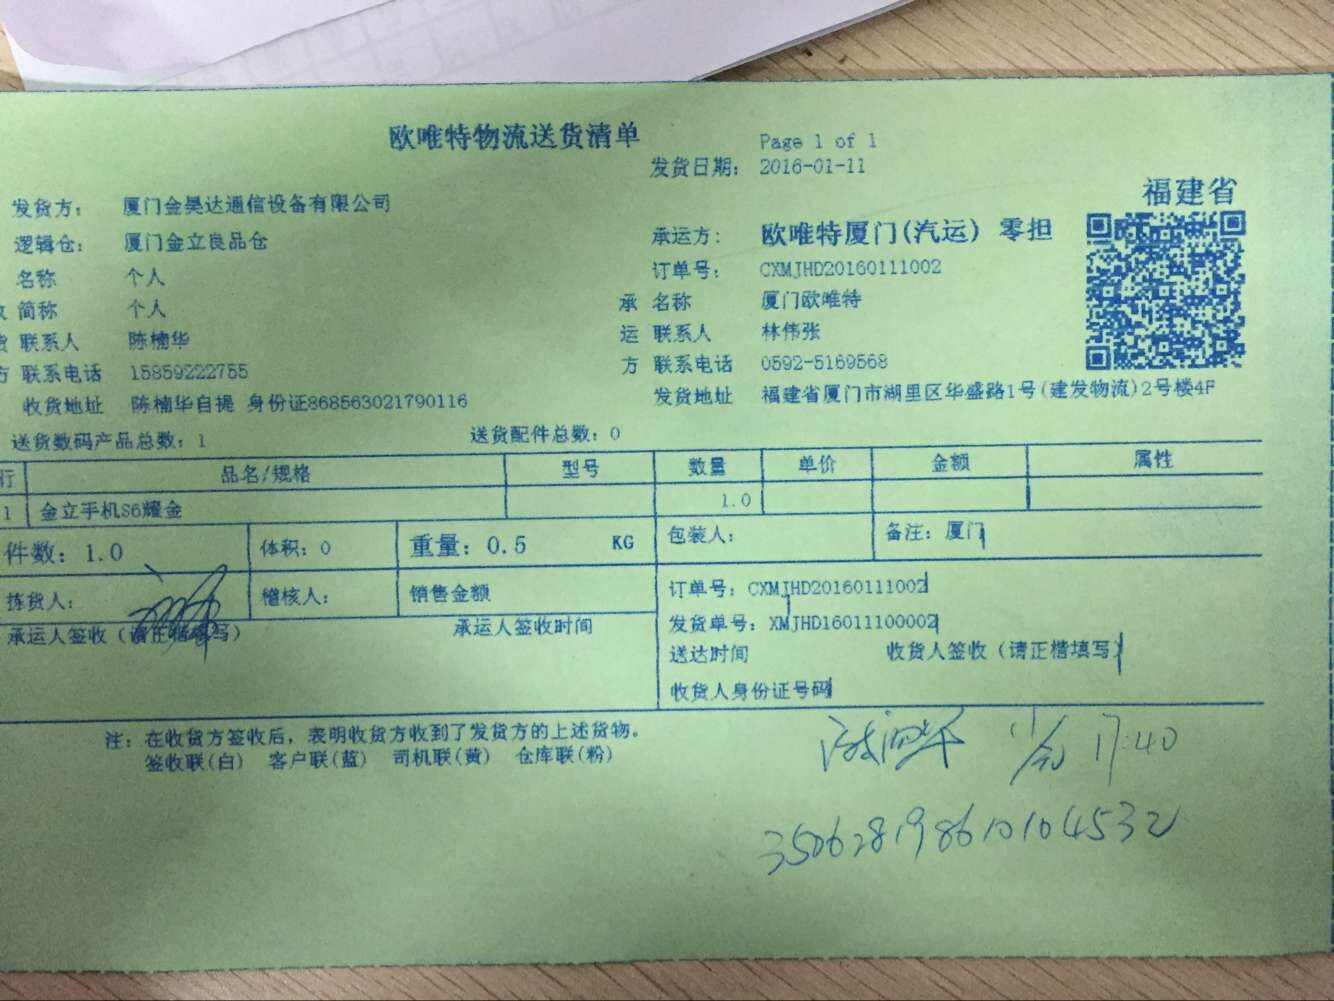 欧唯特物流送货清单
Page 1 of 1
发货日期： 2016-01-11
福建省
发货方： 厦门金昊达通信设备有限公司
逻辑仓： 厦门金立良品仓
承运方： 欧唯特厦门(汽运) 零担
名称 个人
订单号： CXMJHD20160111002
简称 个人
承 名称 厦门欧唯特
联系人 陈楠华
运 联系人 林伟张
方 联系电话 15859222755
方 联系电话 0592-5169568
收货地址 陈楠华自提 身份证868563021790116
发货地址 福建省厦门市湖里区华盛路1号(建发物流)2号楼4F
送货数码产品总数：1 送货配件总数：0
行 品名/规格 型号 数量 单价 金额 属性
1 金立手机S6耀金 1.0
件数：1.0 体积：0 重量：0.5 KG 包装人： 备注：厦门
拣货人： 稽核人： 销售金额
订单号：CXMJHD20160111002
承运人签收（请正楷填写） 承运人签收时间
发货单号：XMJHD16011100002
送达时间 收货人签收（请正楷填写）
收货人身份证号码
注：在收货方签收后，表明收货方收到了发货方的上述货物。
签收联(白) 客户联(蓝) 司机联(黄) 仓库联(粉)
17:40
350628198610104532